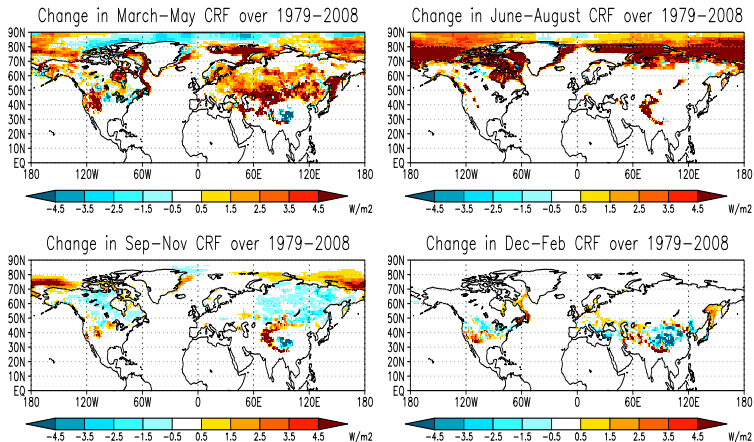 Change in March-May CRF over 1979-2008
90N
80N
70N
60N
50N
40N
30N
20N
10N
EQ
180 120W 60W 0 60E 120E 180
-4.5 -3.5 -2.5 -1.5 -0.5 0.5 1.5 2.5 3.5 4.5 W/m2
Change in June-August CRF over 1979-2008
90N
80N
70N
60N
50N
40N
30N
20N
10N
EQ
180 120W 60W 0 60E 120E 180
-4.5 -3.5 -2.5 -1.5 -0.5 0.5 1.5 2.5 3.5 4.5 W/m2
Change in Sep-Nov CRF over 1979-2008
90N
80N
70N
60N
50N
40N
30N
20N
10N
EQ
180 120W 60W 0 60E 120E 180
-4.5 -3.5 -2.5 -1.5 -0.5 0.5 1.5 2.5 3.5 4.5 W/m2
Change in Dec-Feb CRF over 1979-2008
90N
80N
70N
60N
50N
40N
30N
20N
10N
EQ
180 120W 60W 0 60E 120E 180
-4.5 -3.5 -2.5 -1.5 -0.5 0.5 1.5 2.5 3.5 4.5 W/m2